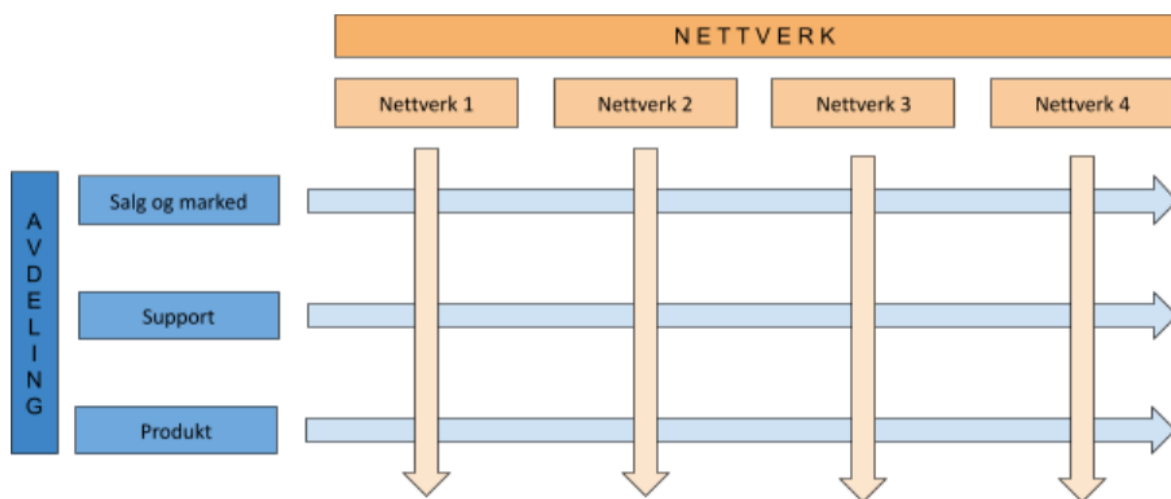 NETTVERK
Nettverk 1
Nettverk 2
Nettverk 3
Nettverk 4
AVDELING
Salg og marked
Support
Produkt